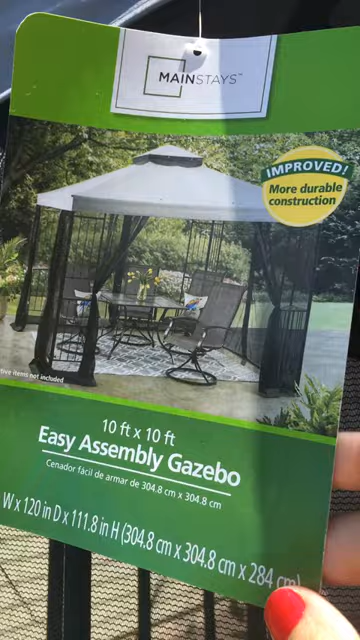 MAINSTAYS™
IMPROVED!
More durable
construction
items not included
10 ft x 10 ft
Easy Assembly Gazebo
Cenador fácil de armar de 304.8 cm x 304.8 cm
W x 120 in D x 111.8 in H (304.8 cm x 304.8 cm x 284 cm)